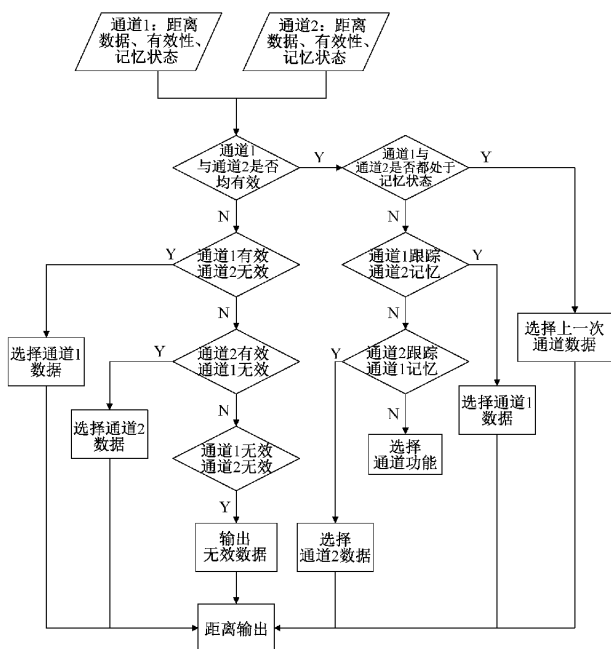 通道1：距离
数据、有效性、
记忆状态
通道2：距离
数据、有效性、
记忆状态
通道1
与通道2是否
均有效
Y
通道1与
通道2是否都处于
记忆状态
Y
N
N
Y
通道1有效
通道2无效
通道1跟踪
通道2记忆
Y
N
N
选择通道1
数据
Y
通道2有效
通道1无效
Y
通道2跟踪
通道1记忆
选择上一次
通道数据
N
N
选择通道2
数据
通道1无效
通道2无效
选择
通道功能
选择通道1
数据
Y
输出
无效数据
选择
通道2数据
距离输出